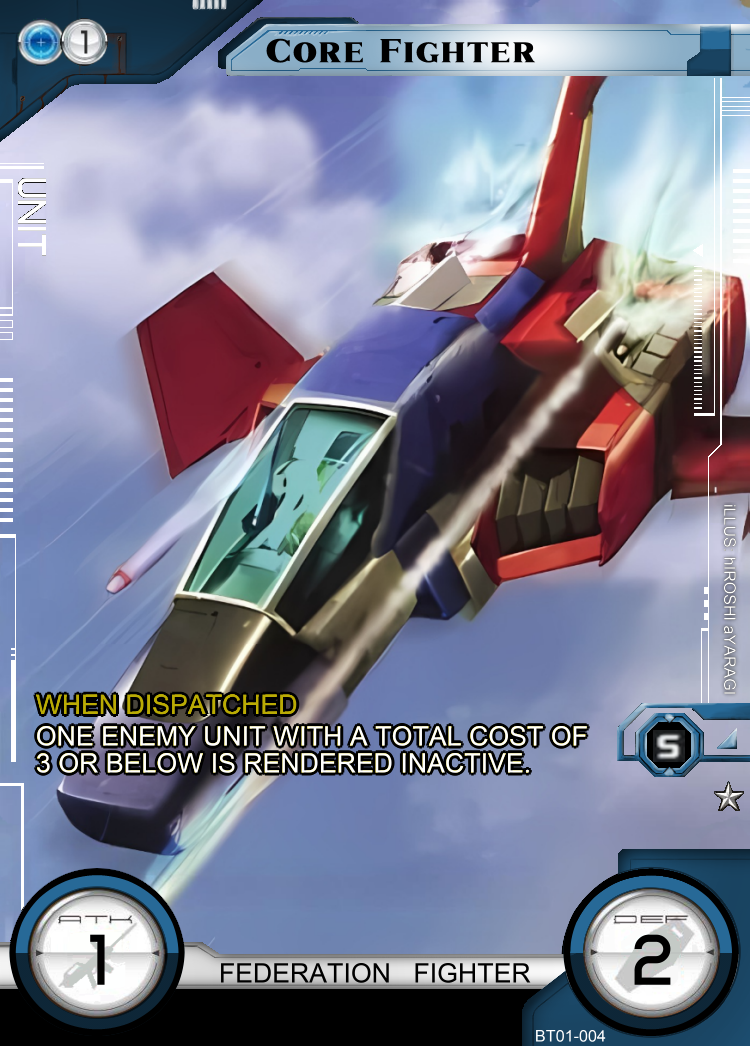 1
CORE FIGHTER
UNIT
iLLUS hIROSHI aYARAGI
WHEN DISPATCHED
ONE ENEMY UNIT WITH A TOTAL COST OF
3 OR BELOW IS RENDERED INACTIVE.
S
ATK
1
FEDERATION FIGHTER
DEF
2
BT01-004